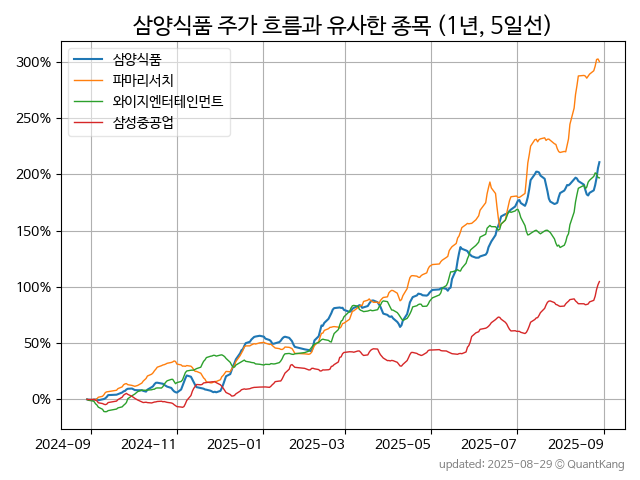 삼양식품 주가 흐름과 유사한 종목 (1년, 5일선)
삼양식품
파마리서치
와이지엔터테인먼트
삼성중공업
300%
250%
200%
150%
100%
50%
0%
2024-09 2024-11 2025-01 2025-03 2025-05 2025-07 2025-09
updated: 2025-08-29 © QuantKang